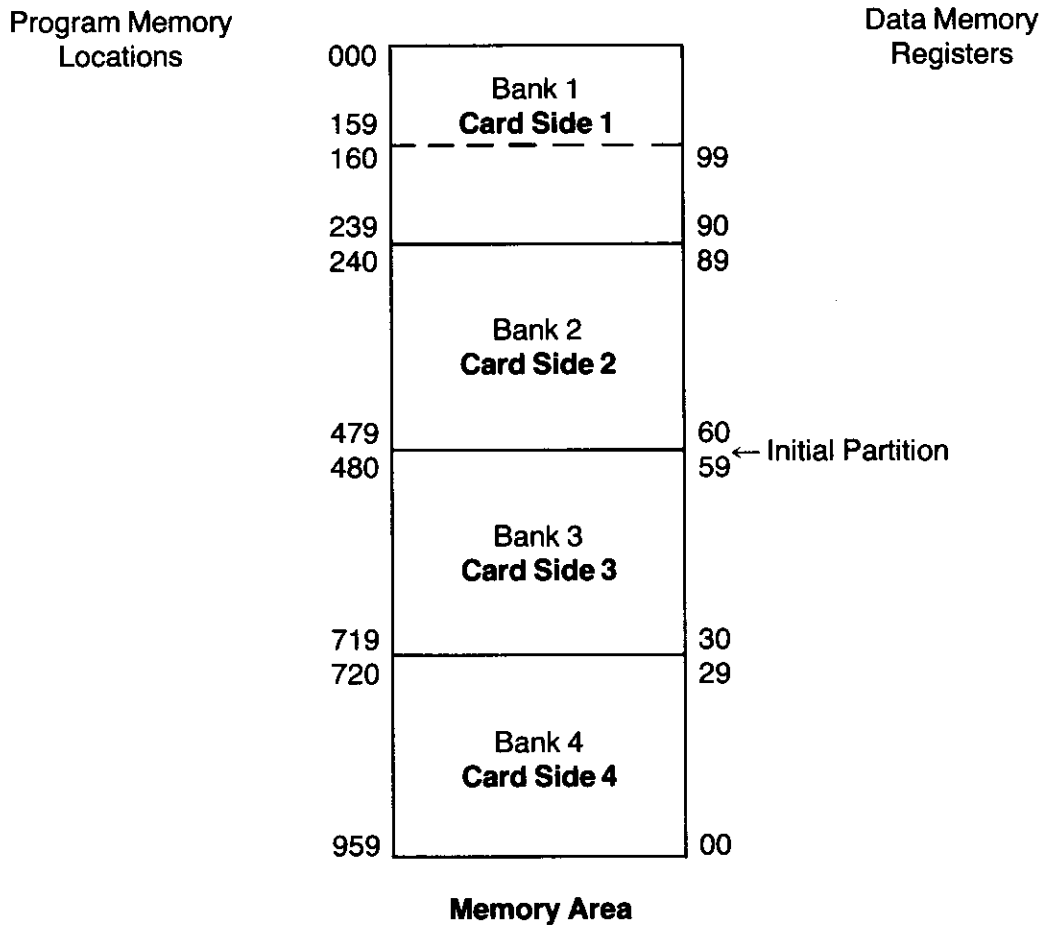 Program Memory
Locations
Data Memory
Registers
000
Bank 1
Card Side 1
159
160
99
239
90
240
89
Bank 2
Card Side 2
479
60
← Initial Partition
480
59
Bank 3
Card Side 3
719
30
720
29
Bank 4
Card Side 4
959
00
Memory Area